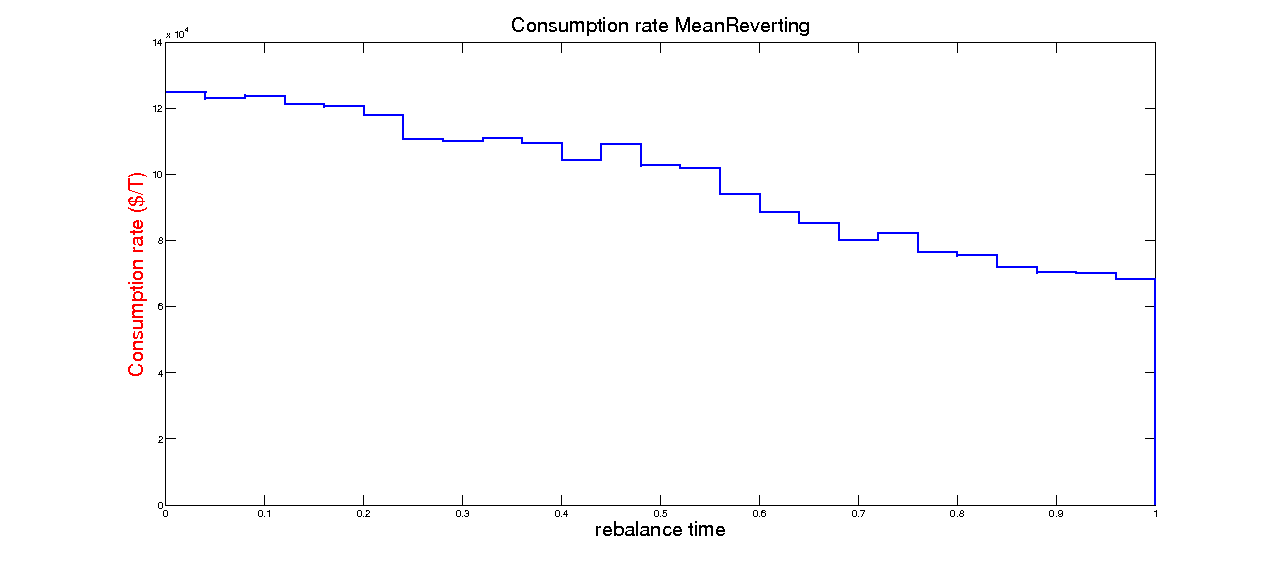 Consumption rate MeanReverting
x 10⁴
14
12
10
8
6
4
2
0
Consumption rate ($/T)
0 0.1 0.2 0.3 0.4 0.5 0.6 0.7 0.8 0.9 1
rebalance time